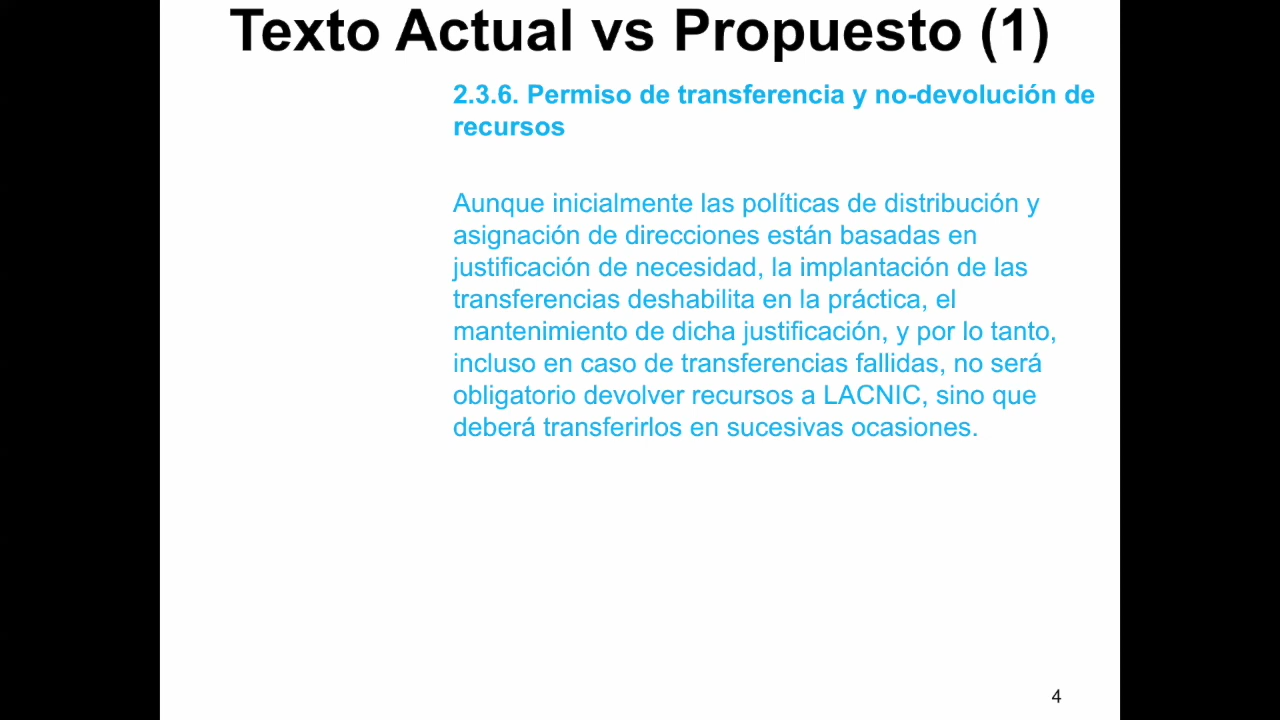 Texto Actual vs Propuesto (1)
2.3.6. Permiso de transferencia y no-devolución de
recursos
Aunque inicialmente las políticas de distribución y
asignación de direcciones están basadas en
justificación de necesidad, la implantación de las
transferencias deshabilita en la práctica, el
mantenimiento de dicha justificación, y por lo tanto,
incluso en caso de transferencias fallidas, no será
obligatorio devolver recursos a LACNIC, sino que
deberá transferirlos en sucesivas ocasiones.
4